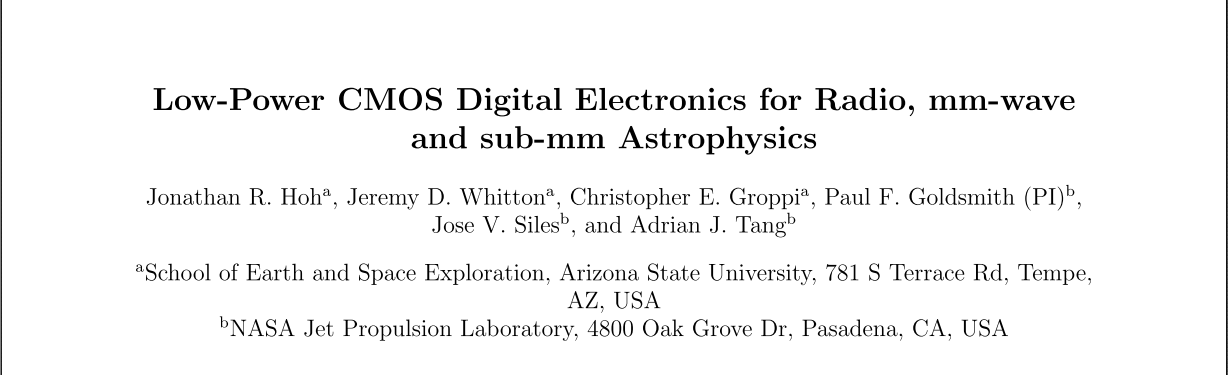 Low-Power CMOS Digital Electronics for Radio, mm-wave
and sub-mm Astrophysics
Jonathan R. Hohᵃ, Jeremy D. Whittonᵃ, Christopher E. Groppiᵃ, Paul F. Goldsmith (PI)ᵇ,
Jose V. Silesᵇ, and Adrian J. Tangᵇ
ᵃSchool of Earth and Space Exploration, Arizona State University, 781 S Terrace Rd, Tempe,
AZ, USA
ᵇNASA Jet Propulsion Laboratory, 4800 Oak Grove Dr, Pasadena, CA, USA